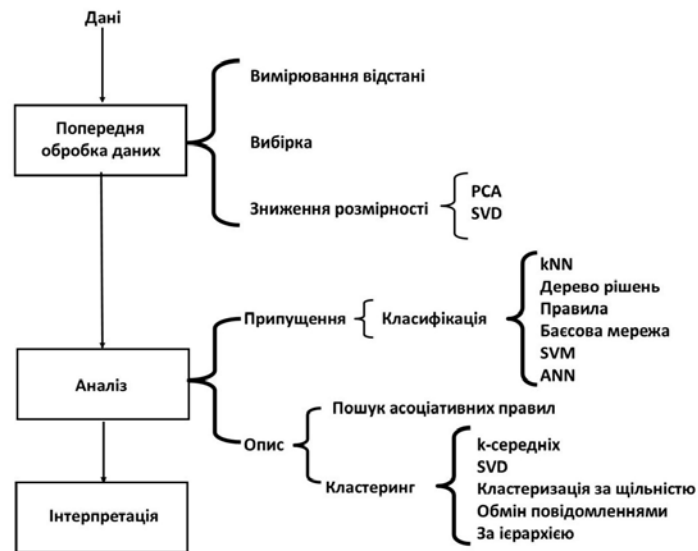 Дані
Попередня
обробка даних
Вимірювання відстані
Вибірка
Зниження розмірності
PCA
SVD
Аналіз
Припущення
Класифікація
kNN
Дерево рішень
Правила
Баєсова мережа
SVM
ANN
Опис
Пошук асоціативних правил
Кластеринг
k-середніх
SVD
Кластеризація за щільністю
Обмін повідомленнями
За ієрархією
Інтерпретація